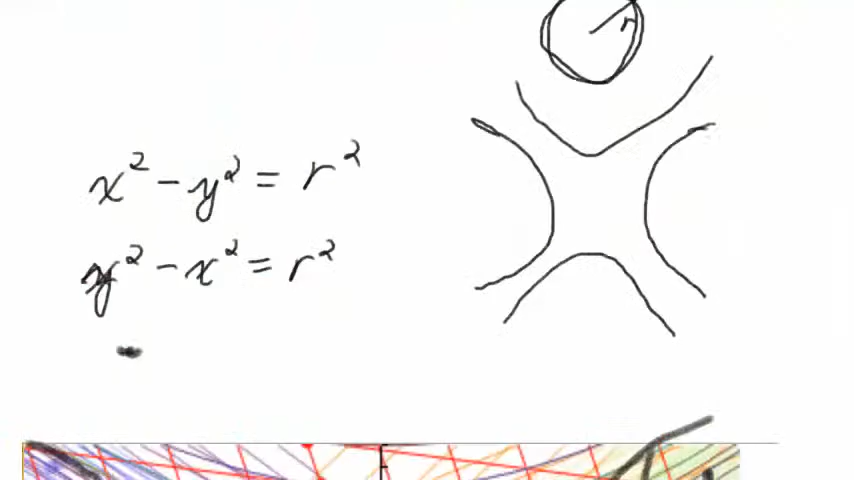 r
x² - y² = r²
y² - x² = r²